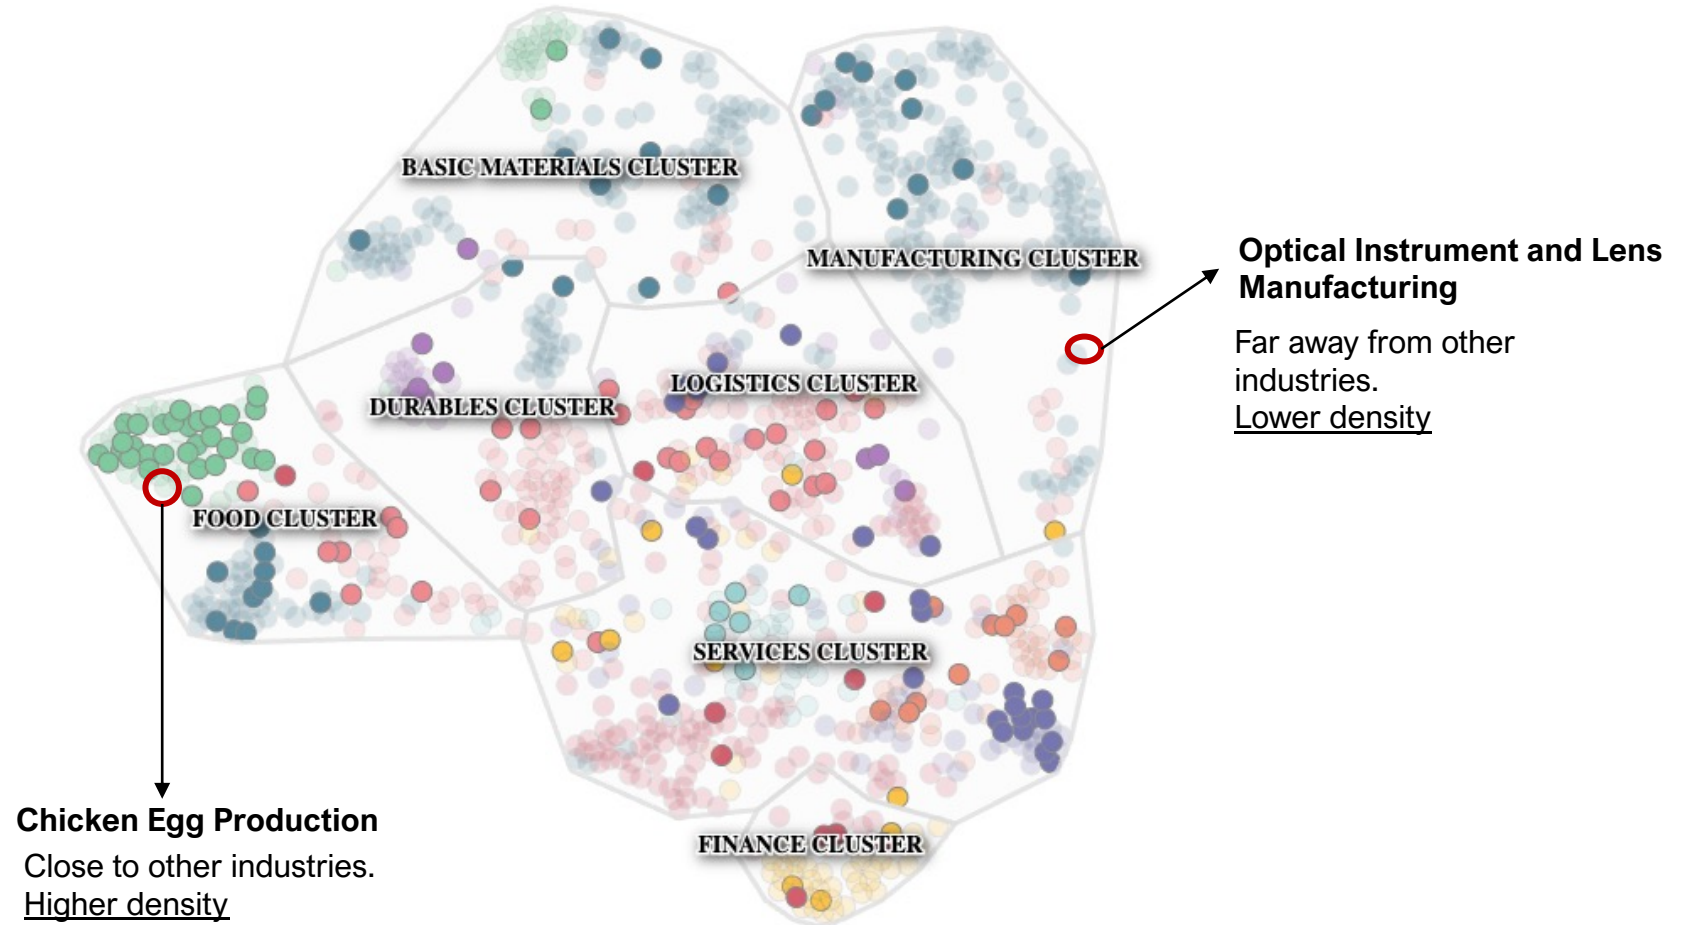 BASIC MATERIALS CLUSTER
MANUFACTURING CLUSTER
Optical Instrument and Lens
Manufacturing
Far away from other
industries.
Lower density
LOGISTICS CLUSTER
DURABLES CLUSTER
FOOD CLUSTER
SERVICES CLUSTER
Chicken Egg Production
Close to other industries.
Higher density
FINANCE CLUSTER